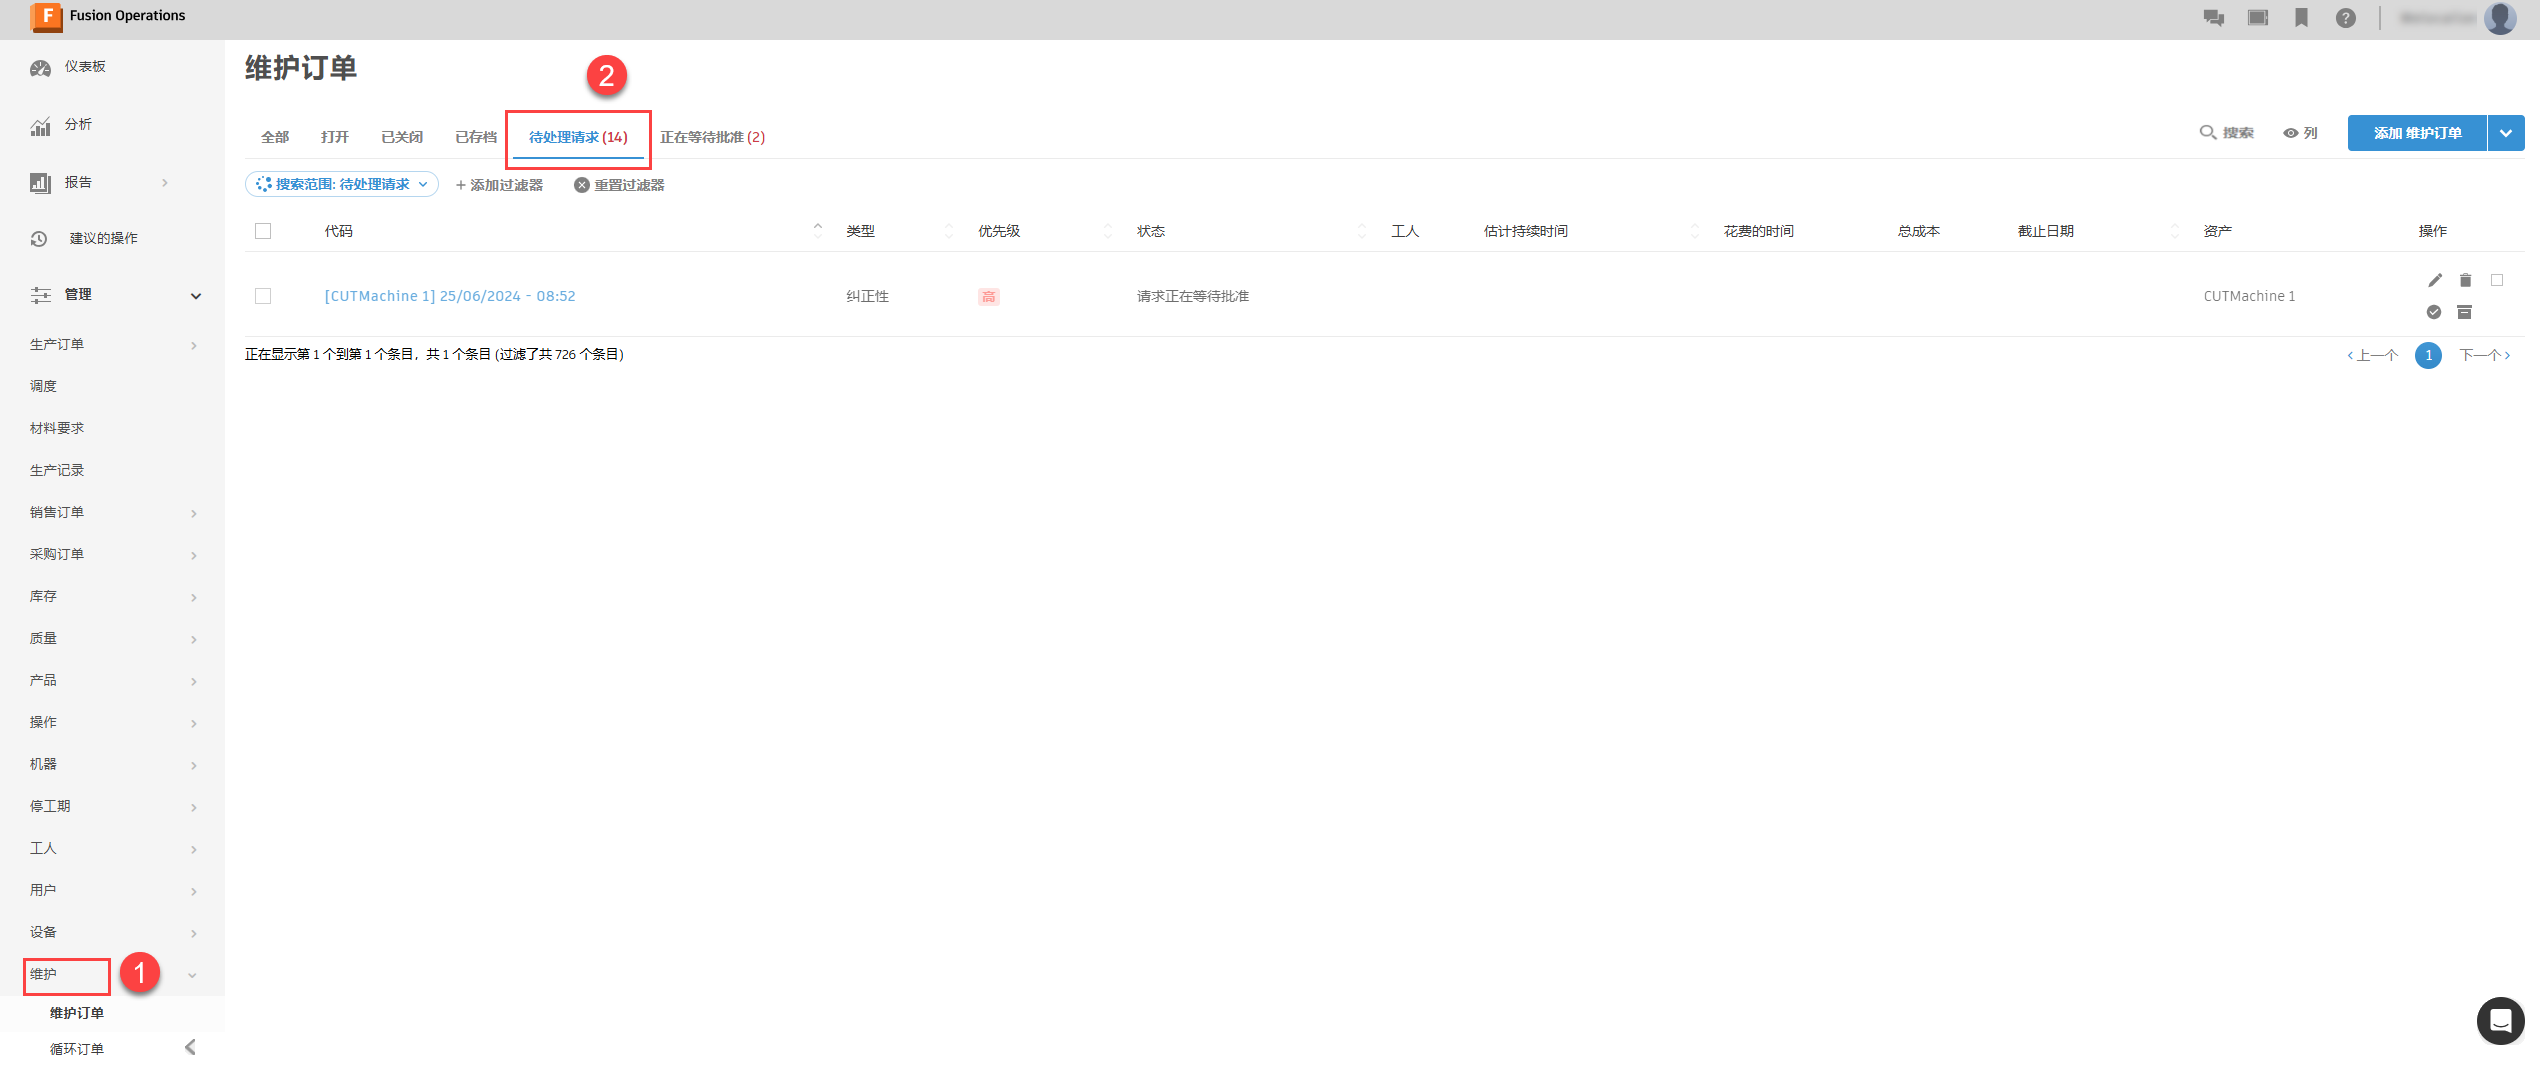 Fusion Operations
仪表板
分析
报告
建议的操作
管理
生产订单
调度
材料要求
生产记录
销售订单
采购订单
库存
质量
产品
操作
机器
停工期
工人
用户
设备
维护
1
维护订单
循环订单
维护订单
2
全部 打开 已关闭 已存档 待处理请求 (14) 正在等待批准 (2)
搜索 列 添加 维护订单
搜索范围: 待处理请求 + 添加过滤器 重置过滤器
代码 类型 优先级 状态 工人 估计持续时间 花费的时间 总成本 截止日期 资产 操作
[CUTMachine 1] 25/06/2024 - 08:52 纠正性 高 请求正在等待批准 CUTMachine 1
正在显示第 1 个到第 1 个条目，共 1 个条目 (过滤了共 726 个条目)
上一个 1 下一个